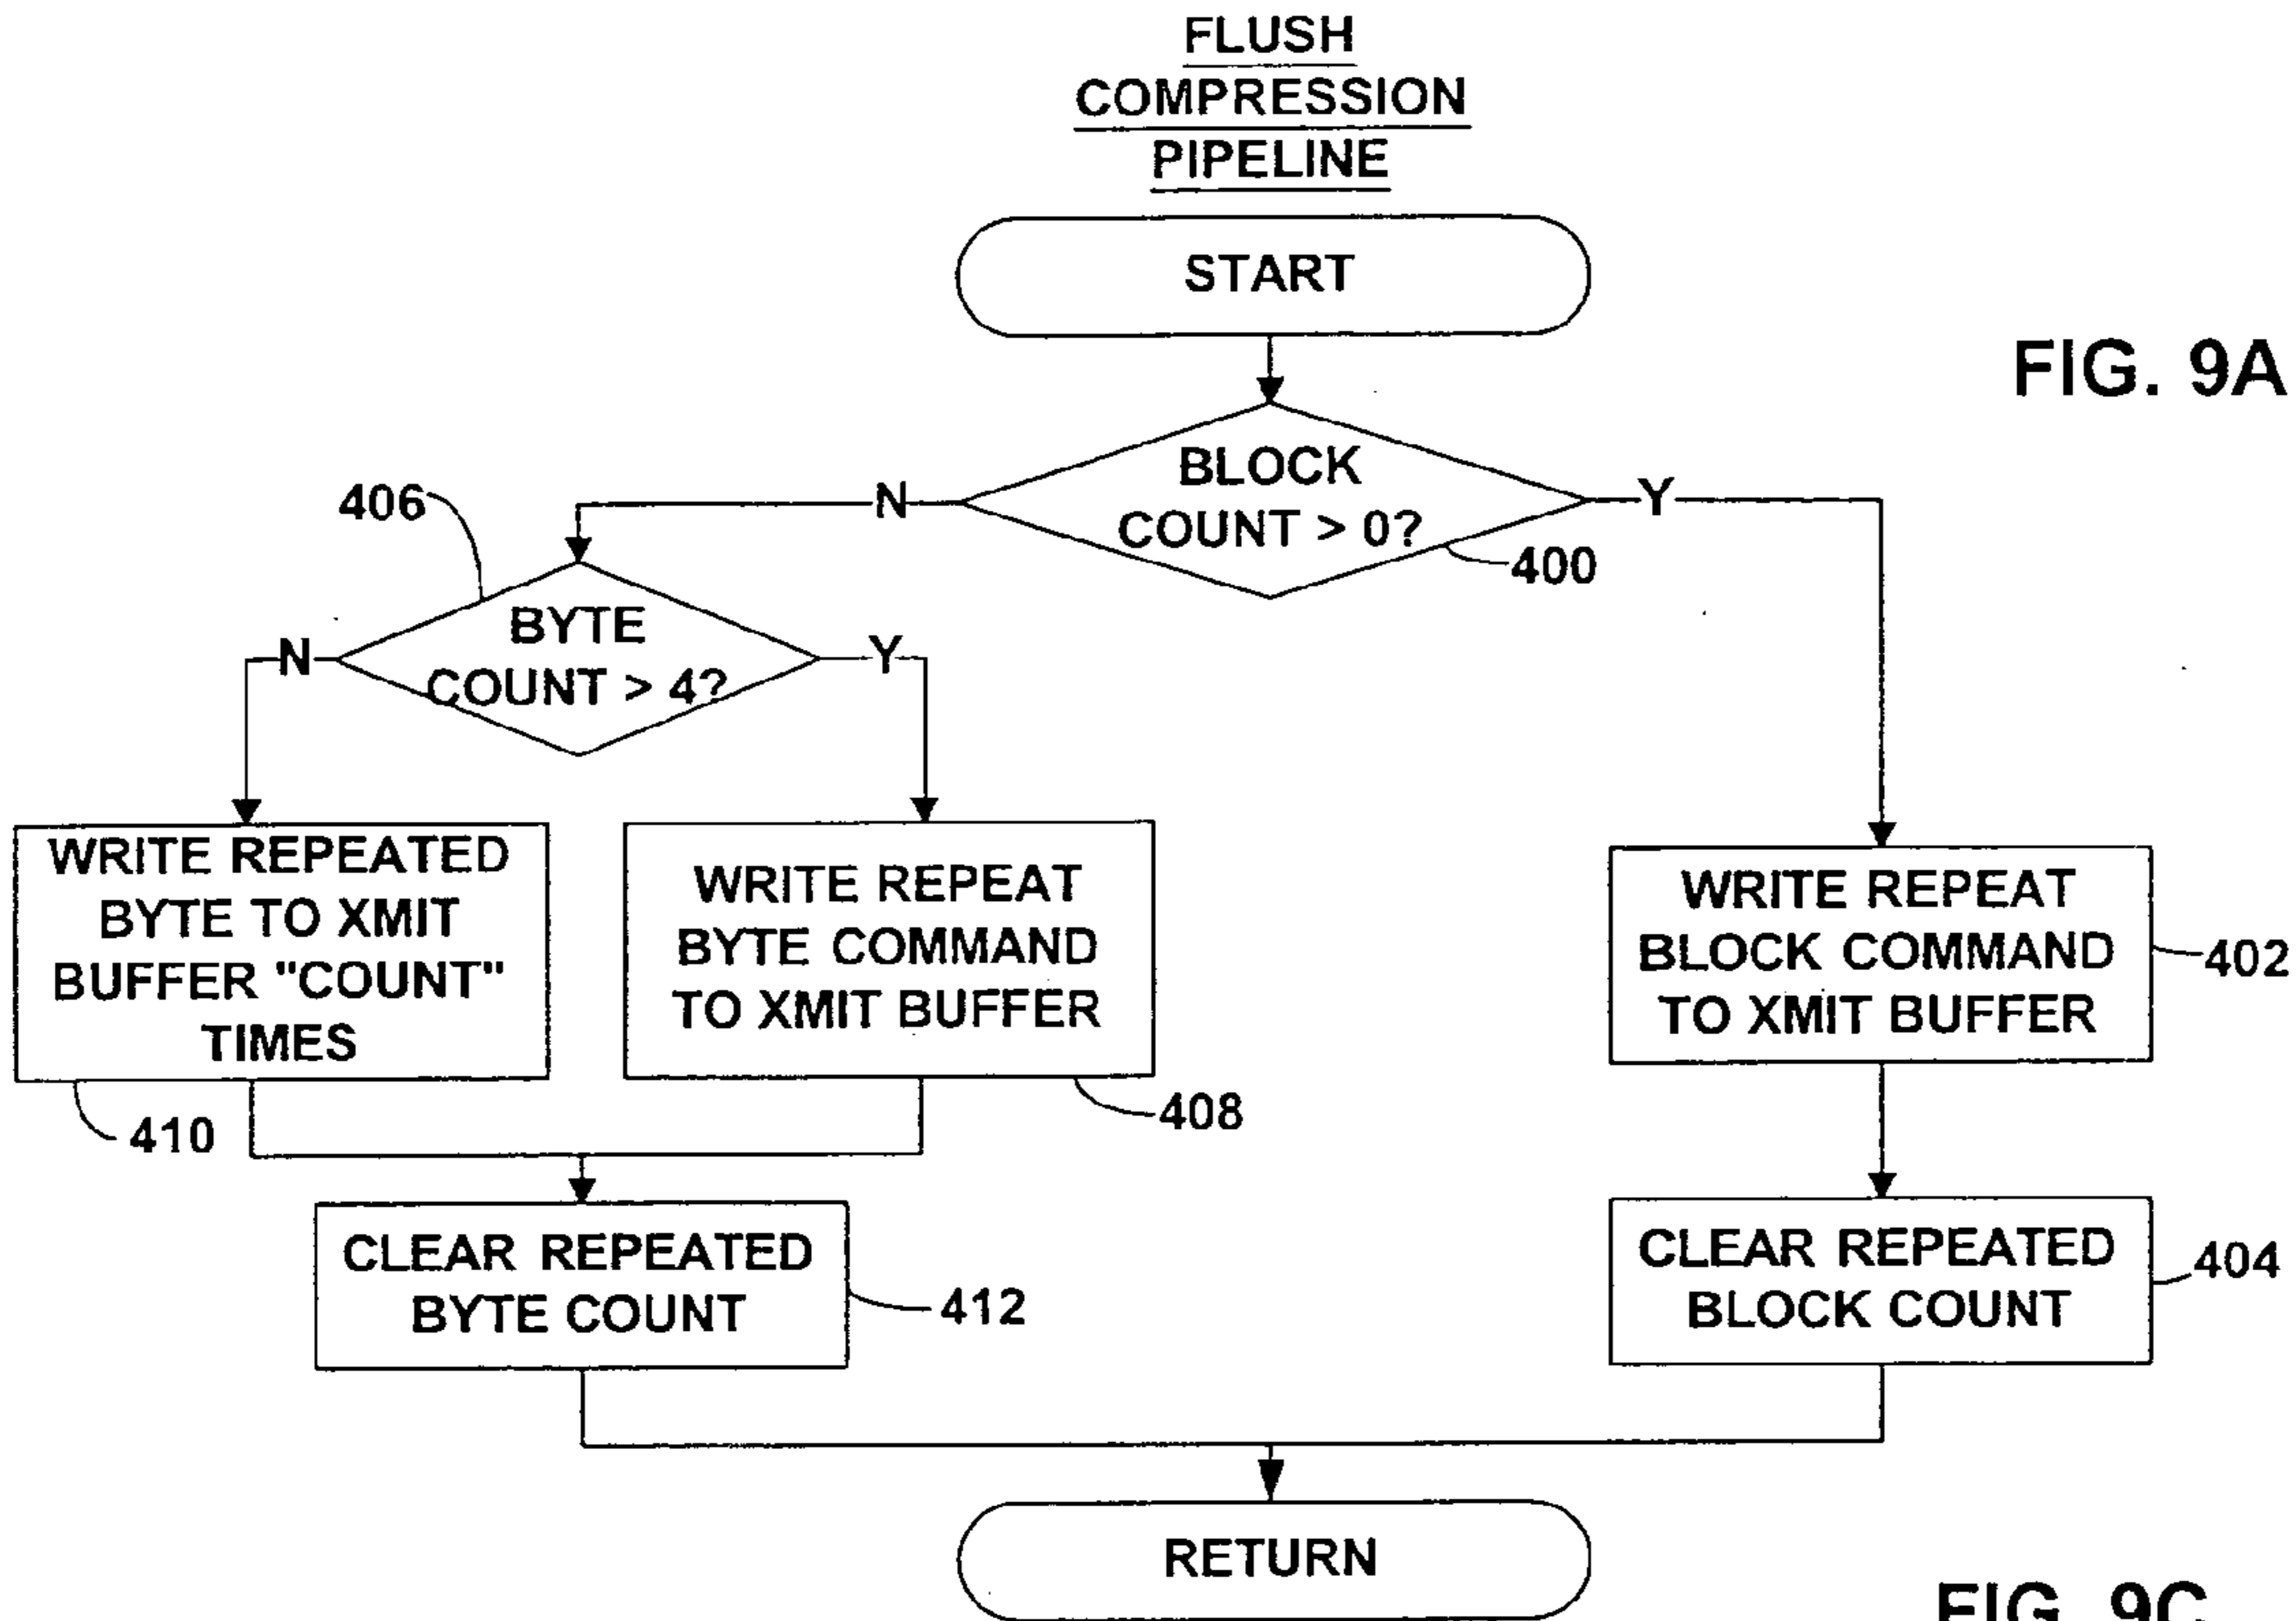 FLUSH
COMPRESSION
PIPELINE
START
FIG. 9A
BLOCK
COUNT > 0?
N
Y
400
406
BYTE
COUNT > 4?
N
Y
WRITE REPEATED
BYTE TO XMIT
BUFFER "COUNT"
TIMES
410
WRITE REPEAT
BYTE COMMAND
TO XMIT BUFFER
408
WRITE REPEAT
BLOCK COMMAND
TO XMIT BUFFER
402
CLEAR REPEATED
BYTE COUNT
412
CLEAR REPEATED
BLOCK COUNT
404
RETURN
FIG. 9C